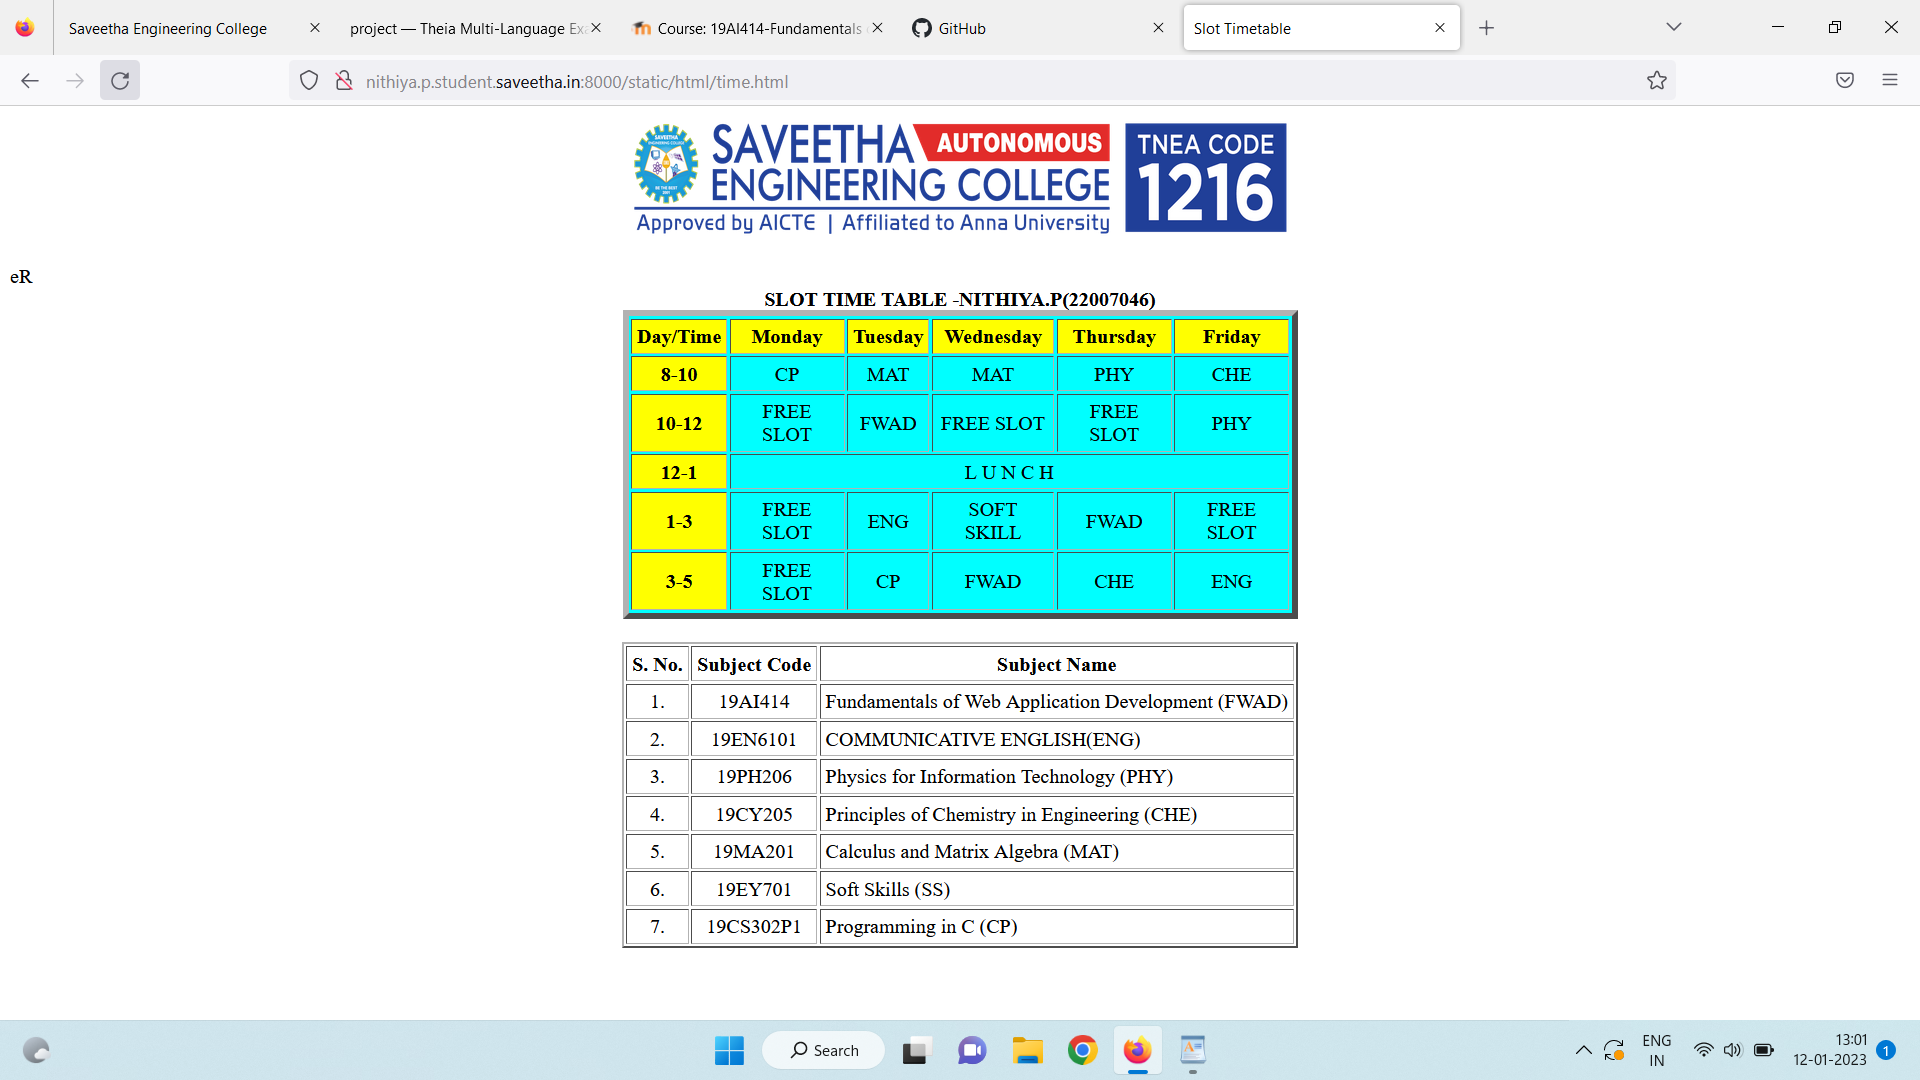 Saveetha Engineering College
project — Theia Multi-Language Exa
Course: 19AI414-Fundamentals
GitHub
Slot Timetable
nithiya.p.student.saveetha.in:8000/static/html/time.html
SAVEETHA AUTONOMOUS
ENGINEERING COLLEGE
Approved by AICTE | Affiliated to Anna University
TNEA CODE
1216
eR
SLOT TIME TABLE -NITHIYA.P(22007046)
Day/Time Monday Tuesday Wednesday Thursday Friday
8-10 CP MAT MAT PHY CHE
10-12 FREE SLOT FWAD FREE SLOT FREE SLOT PHY
12-1 L U N C H
1-3 FREE SLOT ENG SOFT SKILL FWAD FREE SLOT
3-5 FREE SLOT CP FWAD CHE ENG
S. No. Subject Code Subject Name
1. 19AI414 Fundamentals of Web Application Development (FWAD)
2. 19EN6101 COMMUNICATIVE ENGLISH(ENG)
3. 19PH206 Physics for Information Technology (PHY)
4. 19CY205 Principles of Chemistry in Engineering (CHE)
5. 19MA201 Calculus and Matrix Algebra (MAT)
6. 19EY701 Soft Skills (SS)
7. 19CS302P1 Programming in C (CP)
Search
ENG
IN
13:01
12-01-2023
1